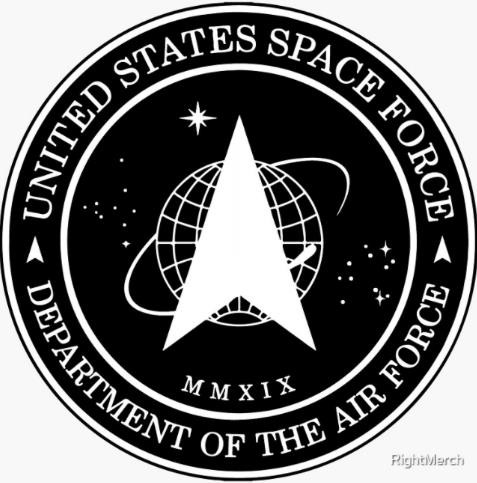 UNITED STATES SPACE FORCE
MMXIX
DEPARTMENT OF THE AIR FORCE
RightMerch